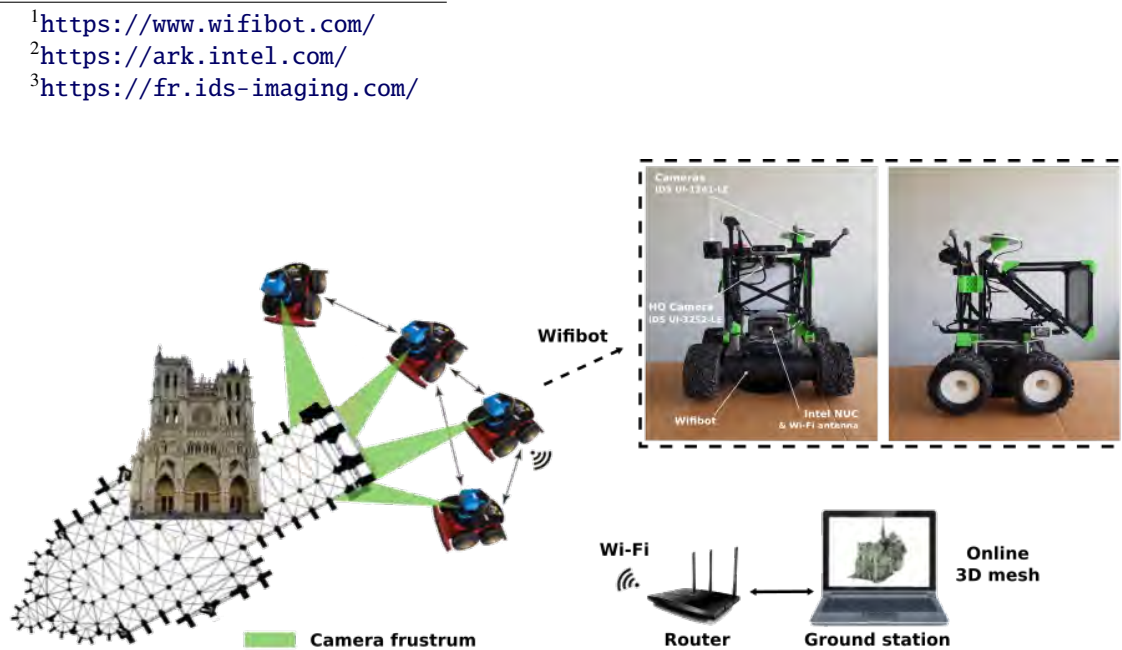 1https://www.wifibot.com/
2https://ark.intel.com/
3https://fr.ids-imaging.com/
Cameras
IDS UI-1241-LE
HQ Camera
IDS UI-3252-LE
Wifibot
Wifibot
Intel NUC
& Wi-Fi antenna
Wi-Fi
Online
3D mesh
Camera frustrum
Router
Ground station